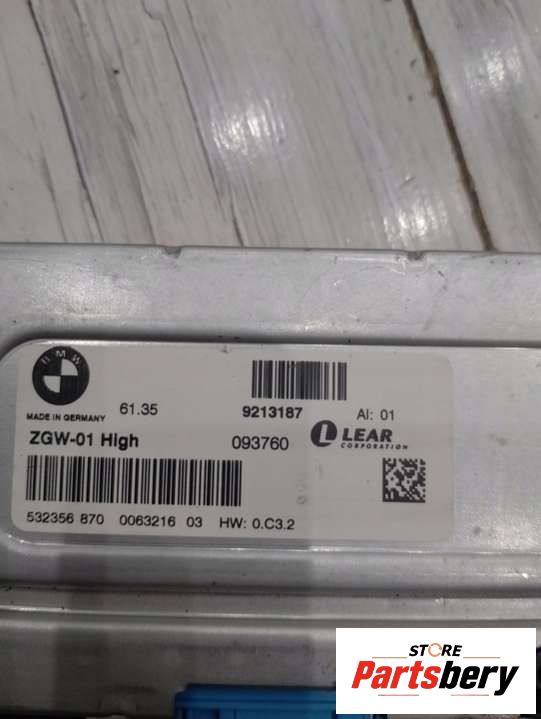 BMW
MADE IN GERMANY
61.35
9213187
AI: 01
ZGW-01 High
093760
LEAR
CORPORATION
532356 870 0063216 03 HW: 0.C3.2
STORE
Partsbery